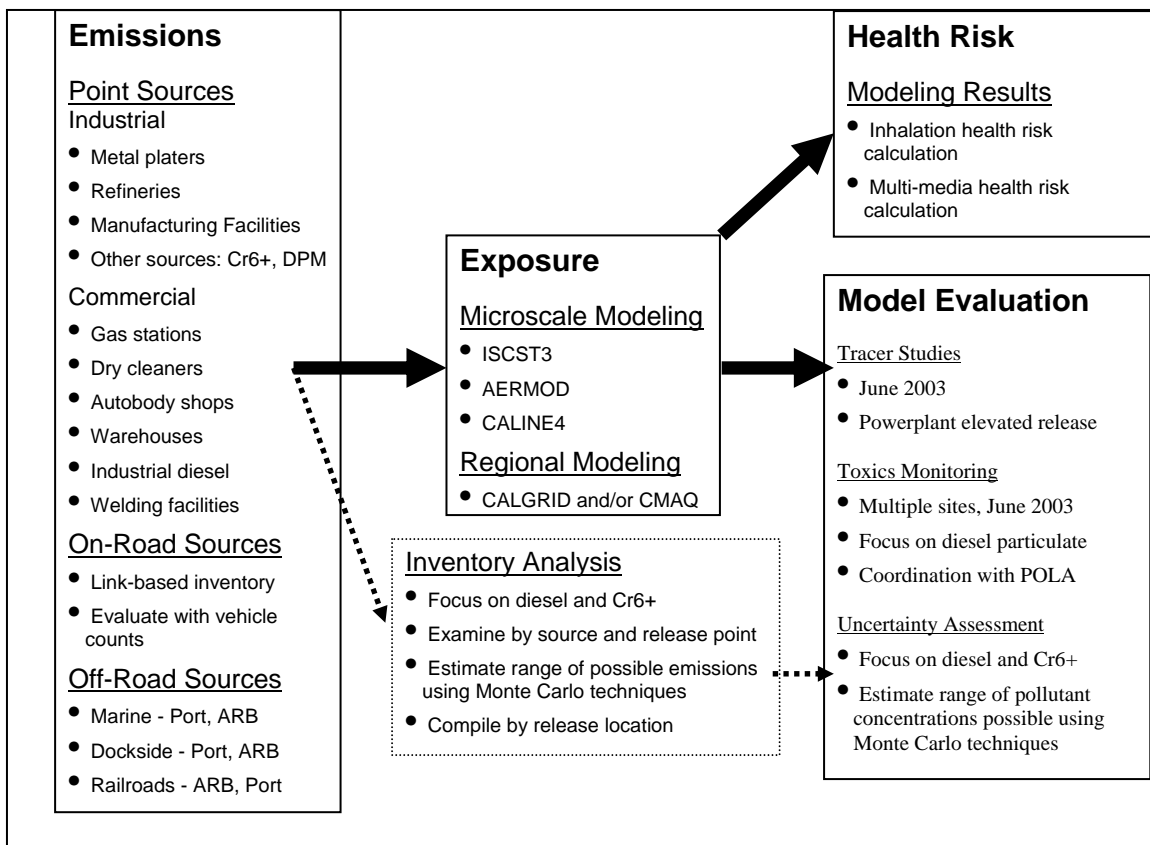 Emissions
Point Sources
Industrial
• Metal platers
• Refineries
• Manufacturing Facilities
• Other sources: Cr6+, DPM
Commercial
• Gas stations
• Dry cleaners
• Autobody shops
• Warehouses
• Industrial diesel
• Welding facilities
On-Road Sources
• Link-based inventory
• Evaluate with vehicle
counts
Off-Road Sources
• Marine - Port, ARB
• Dockside - Port, ARB
• Railroads - ARB, Port
Exposure
Microscale Modeling
• ISCST3
• AERMOD
• CALINE4
Regional Modeling
• CALGRID and/or CMAQ
Inventory Analysis
• Focus on diesel and Cr6+
• Examine by source and release point
• Estimate range of possible emissions
using Monte Carlo techniques
• Compile by release location
Health Risk
Modeling Results
• Inhalation health risk
calculation
• Multi-media health risk
calculation
Model Evaluation
Tracer Studies
• June 2003
• Powerplant elevated release
Toxics Monitoring
• Multiple sites, June 2003
• Focus on diesel particulate
• Coordination with POLA
Uncertainty Assessment
• Focus on diesel and Cr6+
• Estimate range of pollutant
concentrations possible using
Monte Carlo techniques